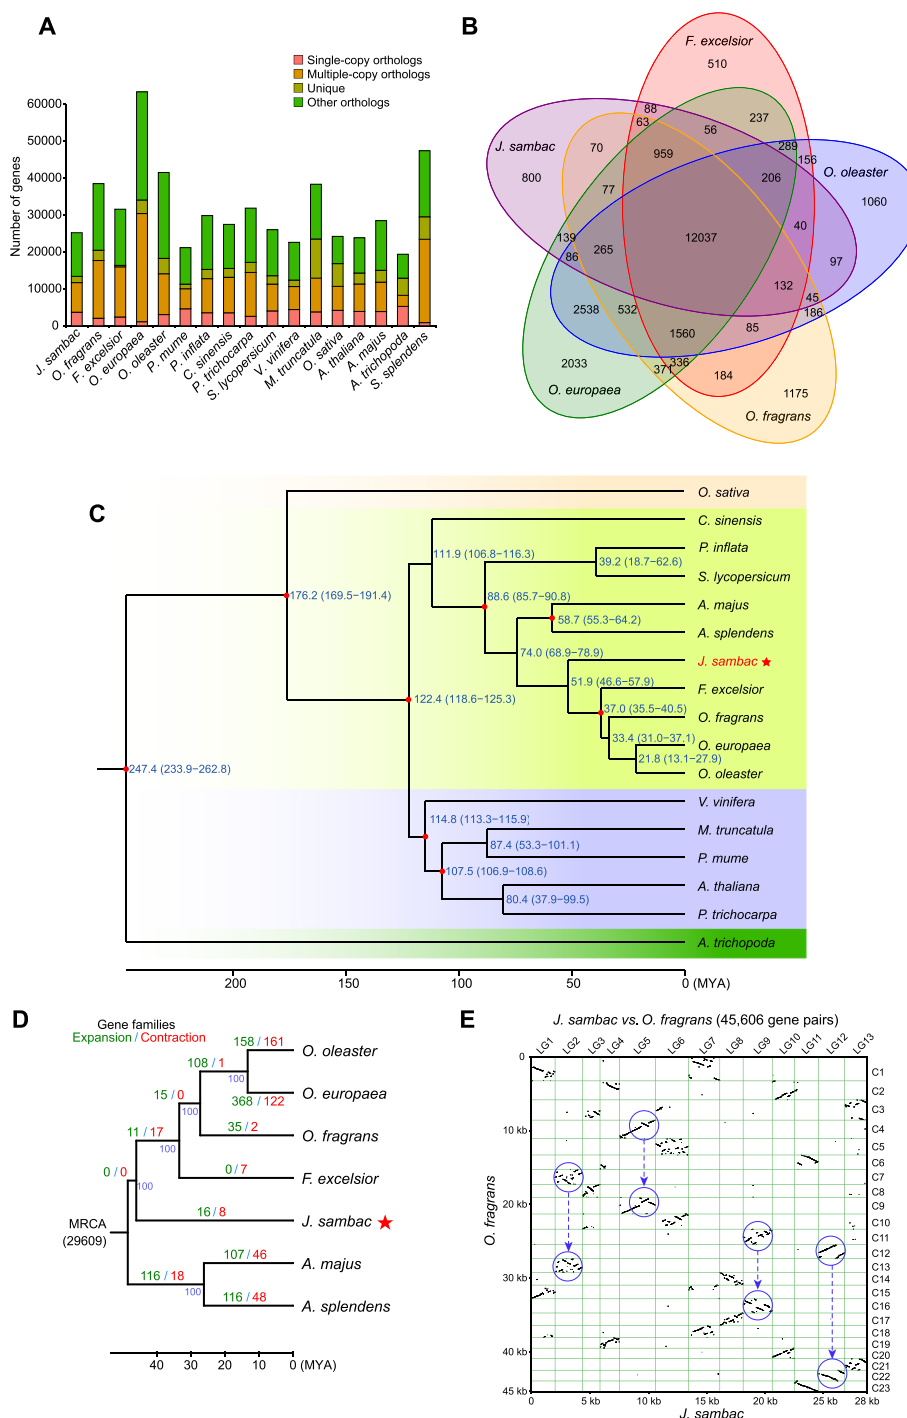 A
Single-copy orthologs
Multiple-copy orthologs
Unique
Other orthologs
Number of genes
60000
50000
40000
30000
20000
10000
0
J. sambac
O. fragrans
F. excelsior
O. europaea
O. oleaster
P. mume
P. inflata
C. sinensis
P. trichocarpa
S. lycopersicum
V. vinifera
M. truncatula
O. sativa
A. thaliana
A. majus
A. trichopoda
S. splendens
B
F. excelsior
510
J. sambac
800
O. oleaster
1060
88
63
56
237
289
156
70
959
206
77
40
139
86
265
12037
97
132
45
186
2538
532
85
1560
336
371
184
2033
O. europaea
1175
O. fragrans
C
O. sativa
C. sinensis
P. inflata
S. lycopersicum
A. majus
A. splendens
J. sambac ★
F. excelsior
O. fragrans
O. europaea
O. oleaster
V. vinifera
M. truncatula
P. mume
A. thaliana
P. trichocarpa
A. trichopoda
111.9 (106.8−116.3)
39.2 (18.7−62.6)
176.2 (169.5−191.4)
88.6 (85.7−90.8)
58.7 (55.3−64.2)
74.0 (68.9−78.9)
51.9 (46.6−57.9)
122.4 (118.6−125.3)
37.0 (35.5−40.5)
33.4 (31.0−37.1)
21.8 (13.1−27.9)
247.4 (233.9−262.8)
114.8 (113.3−115.9)
87.4 (53.3−101.1)
107.5 (106.9−108.6)
80.4 (37.9−99.5)
200 150 100 50 0 (MYA)
D
Gene families
Expansion / Contraction
158 / 161
O. oleaster
108 / 1
100
368 / 122
O. europaea
15 / 0
100
35 / 2
O. fragrans
11 / 17
100
0 / 7
F. excelsior
0 / 0
100
16 / 8
J. sambac ★
MRCA
(29609)
107 / 46
A. majus
116 / 18
100
116 / 48
A. splendens
40 30 20 10 0 (MYA)
E
J. sambac vs. O. fragrans (45,606 gene pairs)
LG1 LG2 LG3 LG4 LG5 LG6 LG7 LG8 LG9 LG10 LG11 LG12 LG13
0
10 kb
20 kb
30 kb
40 kb
45 kb
O. fragrans
C1
C2
C3
C4
C5
C6
C7
C8
C9
C10
C11
C12
C13
C14
C15
C16
C17
C18
C19
C20
C21
C22
C23
0 5 kb 10 kb 15 kb 20 kb 25 kb 28 kb
J. sambac